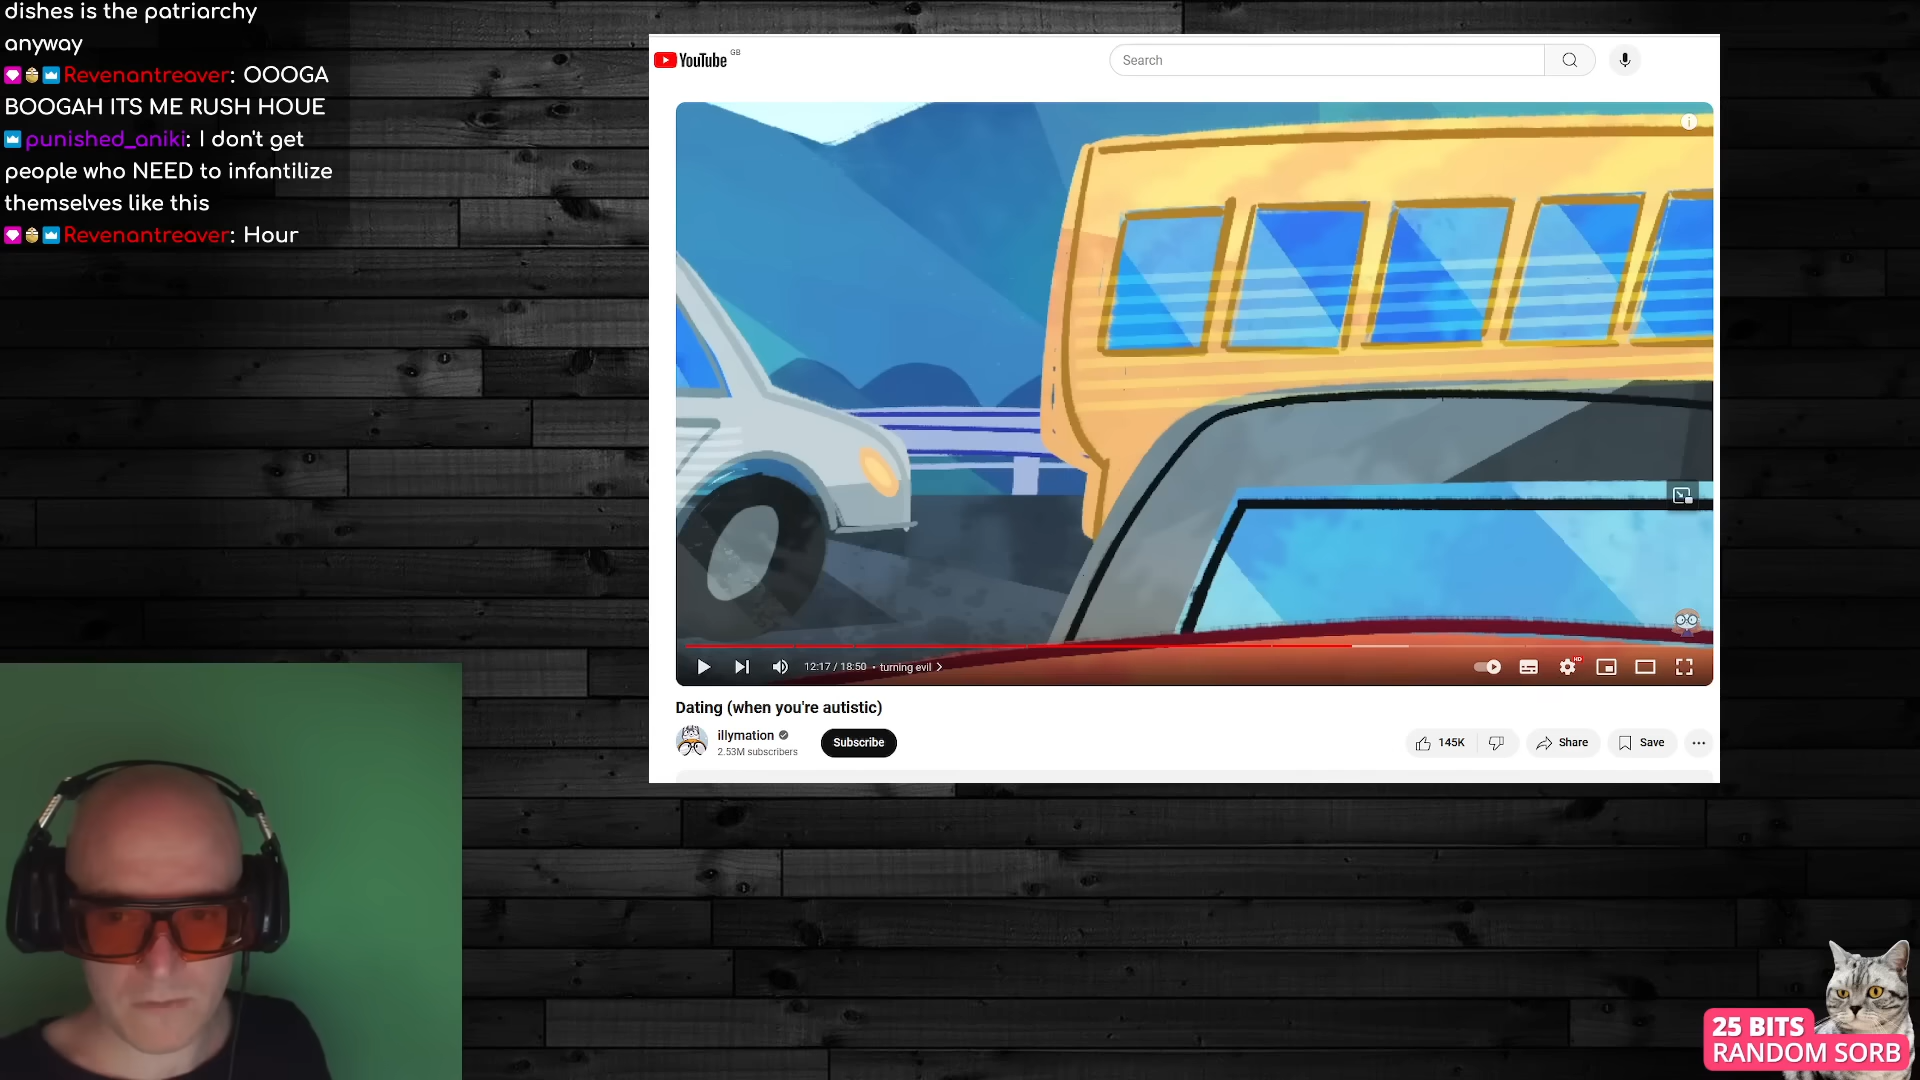 dishes is the patriarchy
anyway
Revenantreaver: OOOGA
BOOGAH ITS ME RUSH HOUE
punished_aniki: I don't get
people who NEED to infantilize
themselves like this
Revenantreaver: Hour
YouTube GB
Search
12:17 / 18:50 • turning evil
HD
Dating (when you're autistic)
illymation
2.53M subscribers
Subscribe
145K
Share
Save
25 BITS
RANDOM SORB